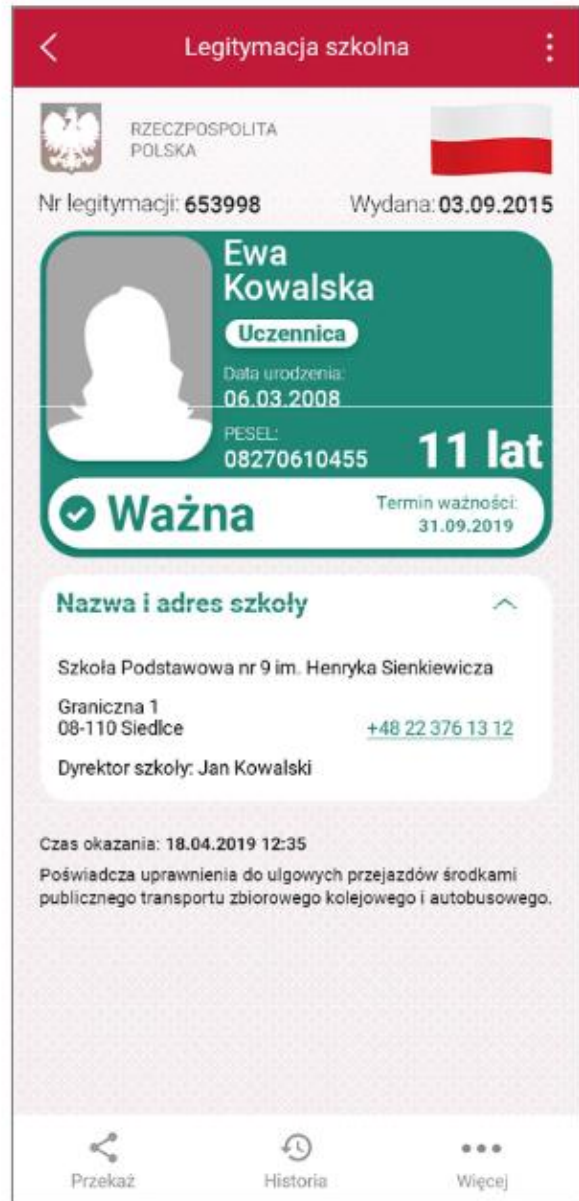 Legitymacja szkolna
RZECZPOSPOLITA
POLSKA
Nr legitymacji: 653998 Wydana: 03.09.2015
Ewa
Kowalska
Uczennica
Data urodzenia:
06.03.2008
PESEL:
08270610455
11 lat
Ważna
Termin ważności:
31.09.2019
Nazwa i adres szkoły
Szkoła Podstawowa nr 9 im. Henryka Sienkiewicza
Graniczna 1
08-110 Siedlce
+48 22 376 13 12
Dyrektor szkoły: Jan Kowalski
Czas okazania: 18.04.2019 12:35
Poświadcza uprawnienia do ulgowych przejazdów środkami
publicznego transportu zbiorowego kolejowego i autobusowego.
Przekaż Historia Więcej